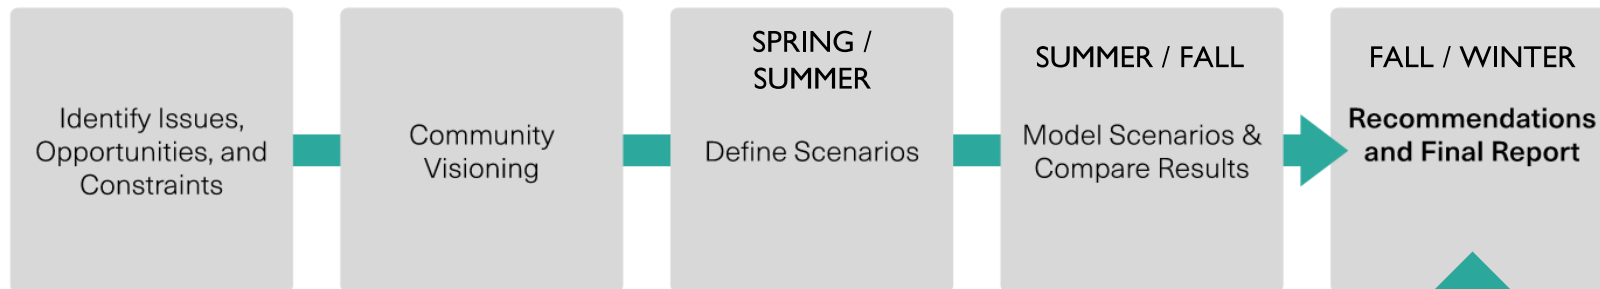 Identify Issues,
Opportunities, and
Constraints
Community
Visioning
SPRING /
SUMMER
Define Scenarios
SUMMER / FALL
Model Scenarios &
Compare Results
FALL / WINTER
Recommendations
and Final Report